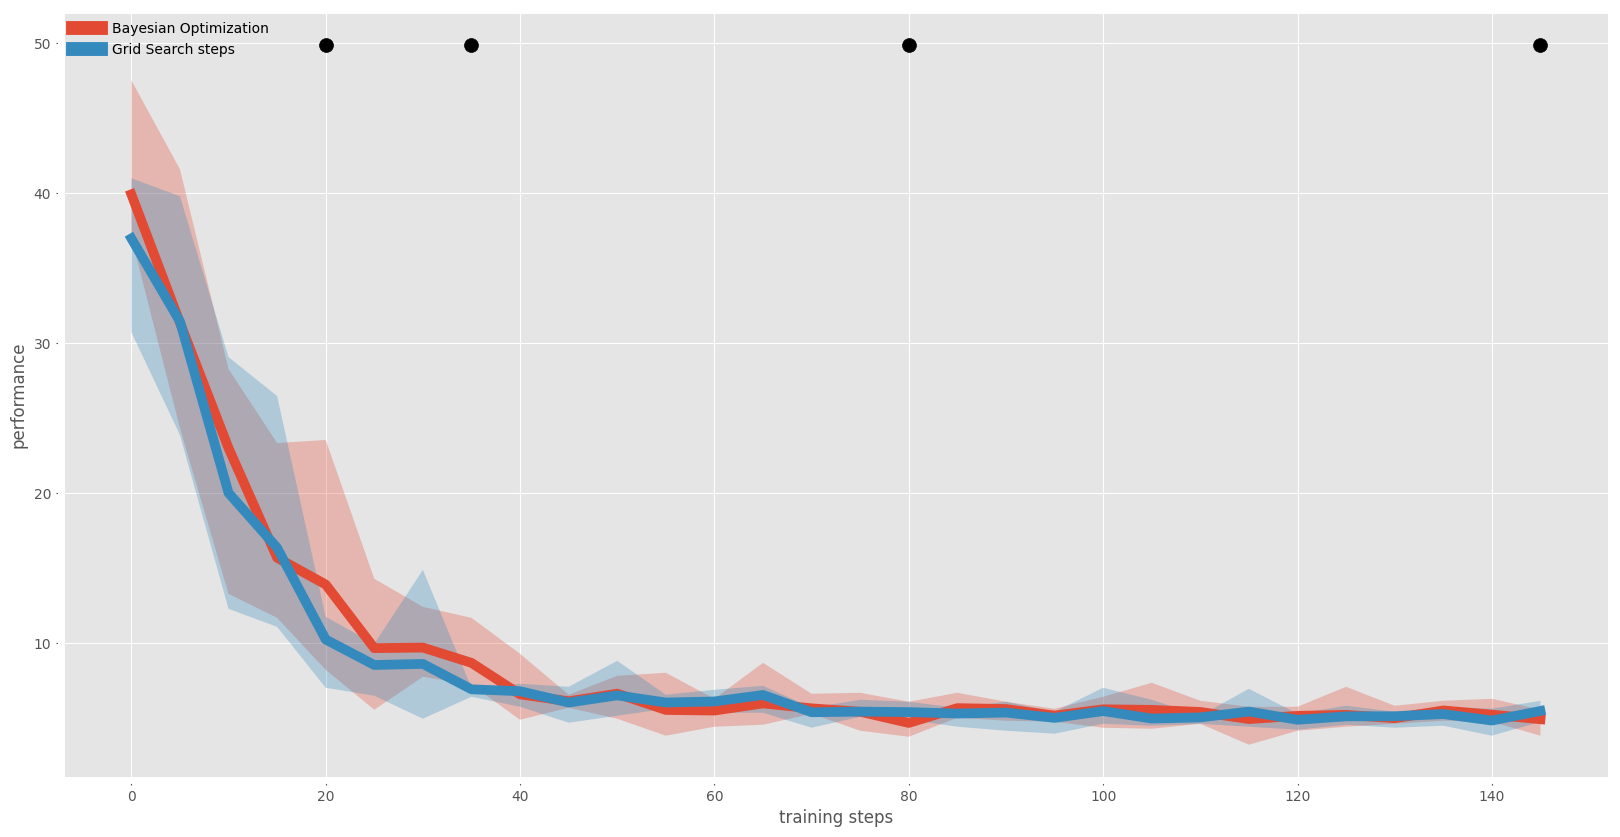 Bayesian Optimization
Grid Search steps
50
40
30
20
10
performance
0 20 40 60 80 100 120 140
training steps